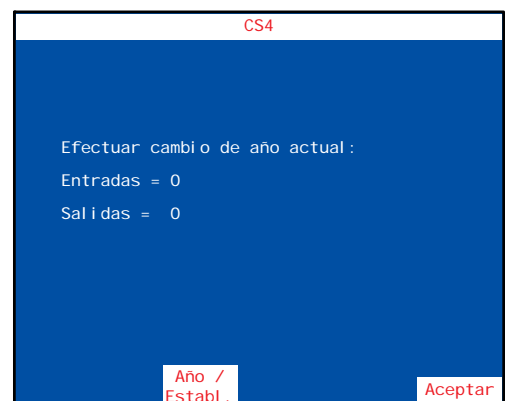 CS4
Efectuar cambio de año actual:
Entradas = 0
Salidas = 0
Año /
Establ.
Aceptar